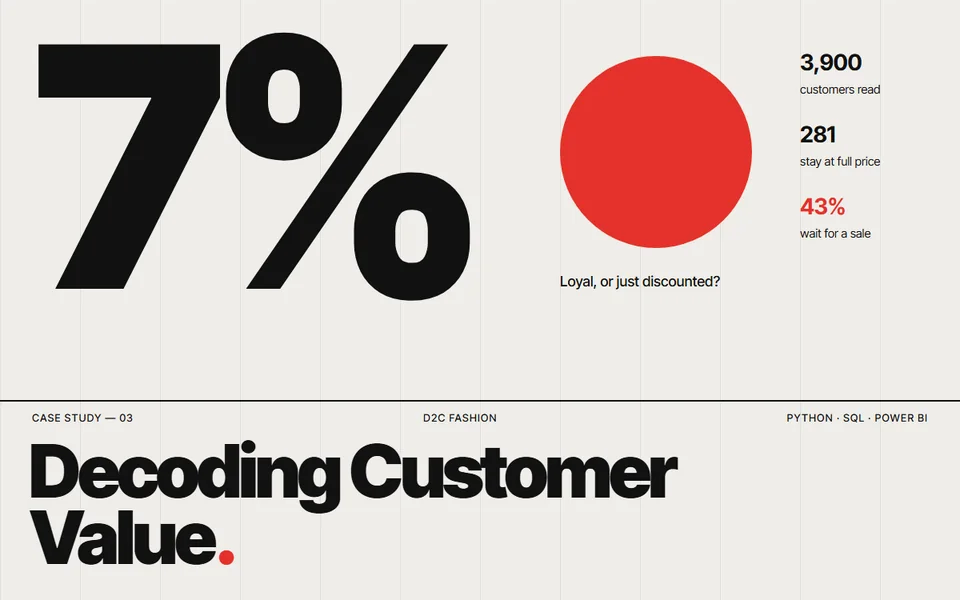 7%
3,900
customers read
281
stay at full price
43%
wait for a sale
Loyal, or just discounted?
CASE STUDY — 03
D2C FASHION
PYTHON · SQL · POWER BI
Decoding Customer
Value.